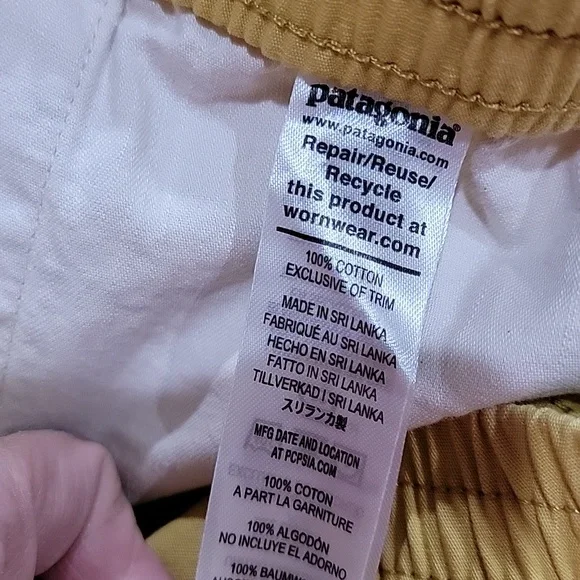 patagonia®
www.patagonia.com
Repair/Reuse/
Recycle
this product at
wornwear.com
100% COTTON
EXCLUSIVE OF TRIM
MADE IN SRI LANKA
FABRIQUÉ AU SRI LANKA
HECHO EN SRI LANKA
FATTO IN SRI LANKA
TILLVERKAD I SRI LANKA
スリランカ製
MFG DATE AND LOCATION
AT PCPSIA.COM
100% COTON
A PART LA GARNITURE
100% ALGODÓN
NO INCLUYE EL ADORNO
100% BAUMWOLLE